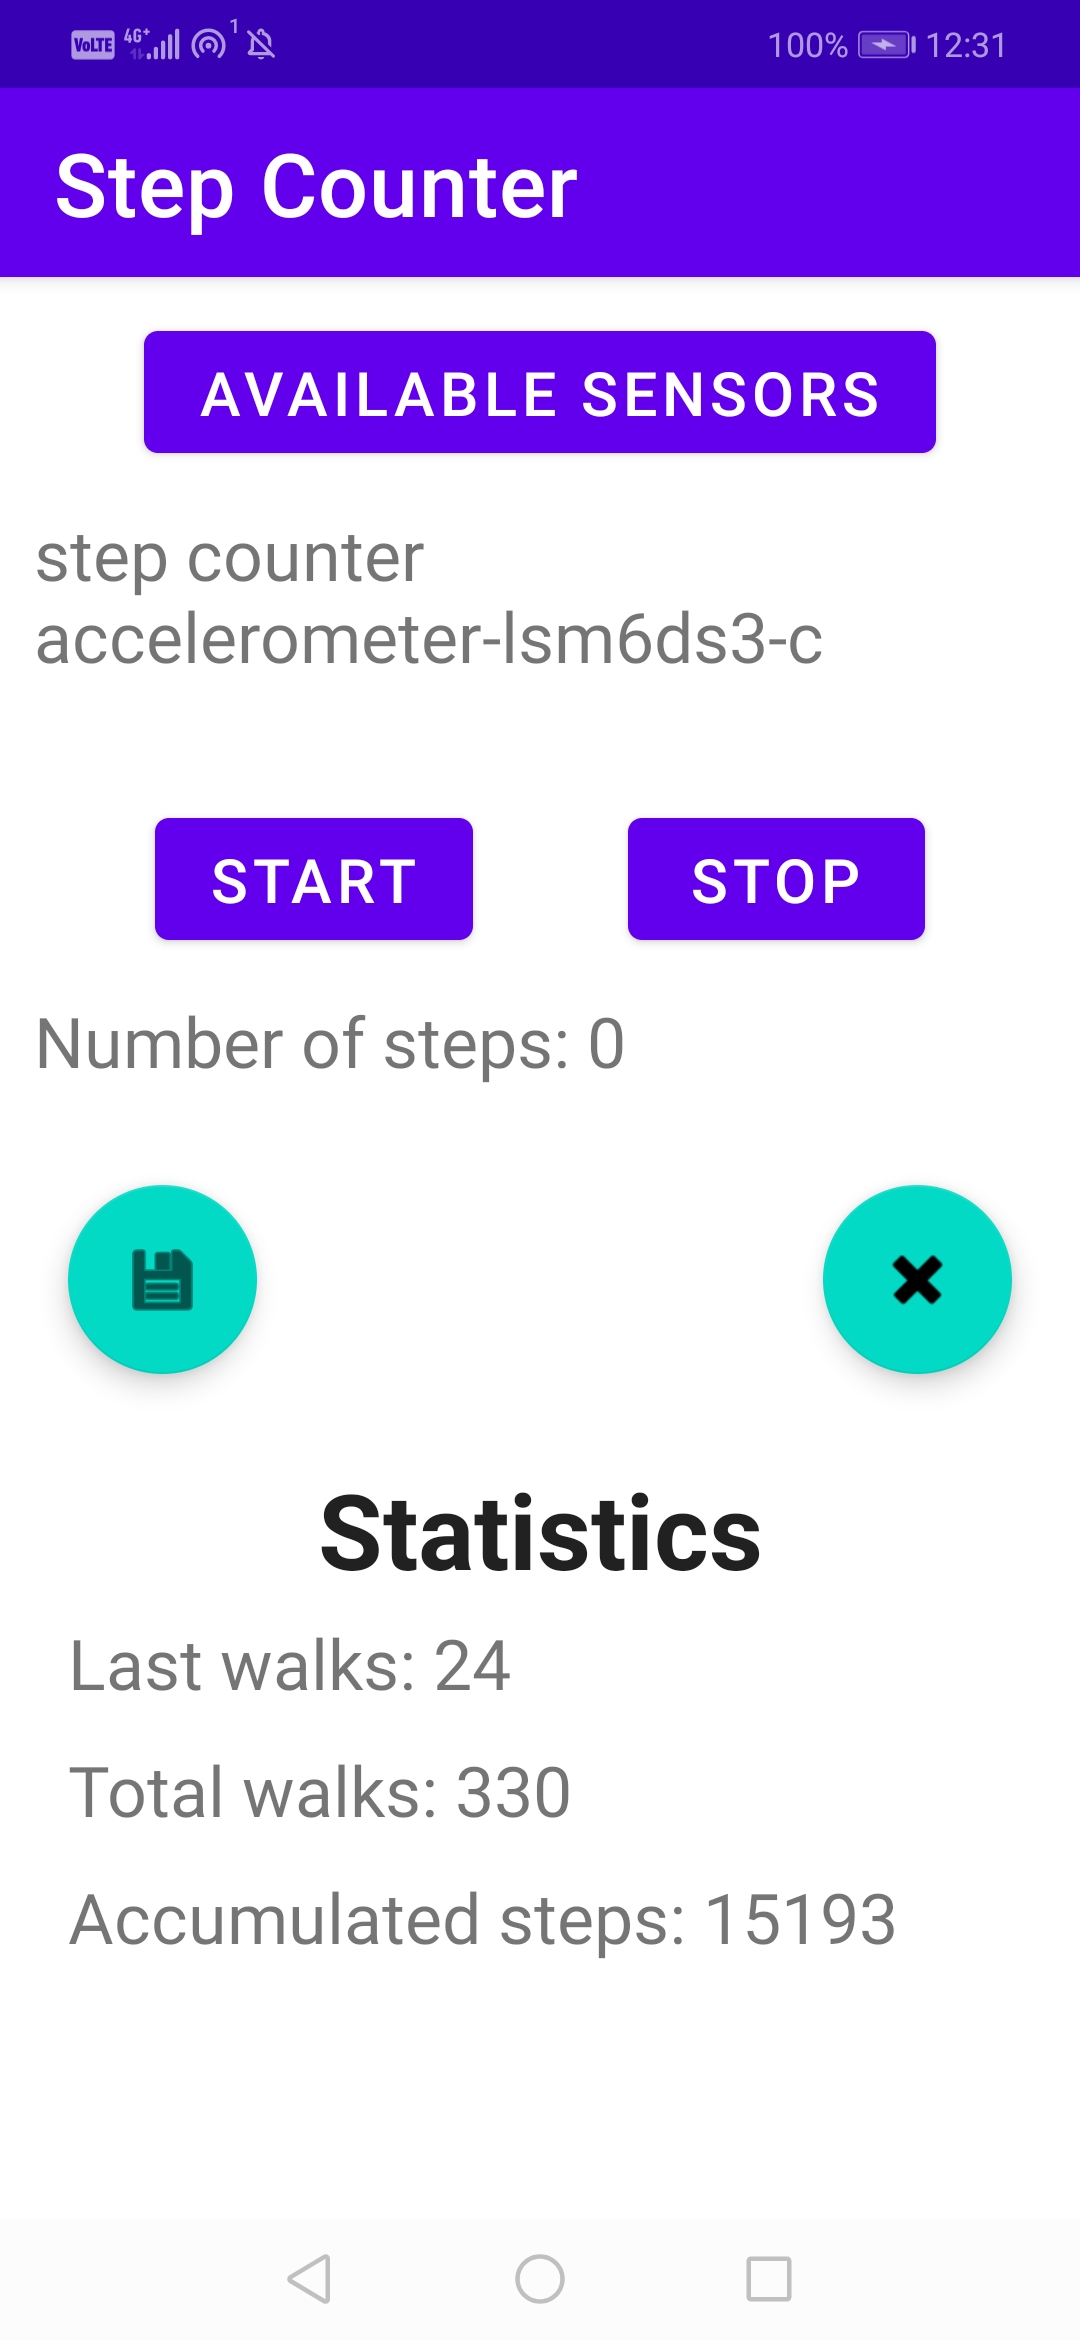 VoLTE 4G+ 1 100% 12:31
Step Counter
AVAILABLE SENSORS
step counter
accelerometer-lsm6ds3-c
START STOP
Number of steps: 0
Statistics
Last walks: 24
Total walks: 330
Accumulated steps: 15193